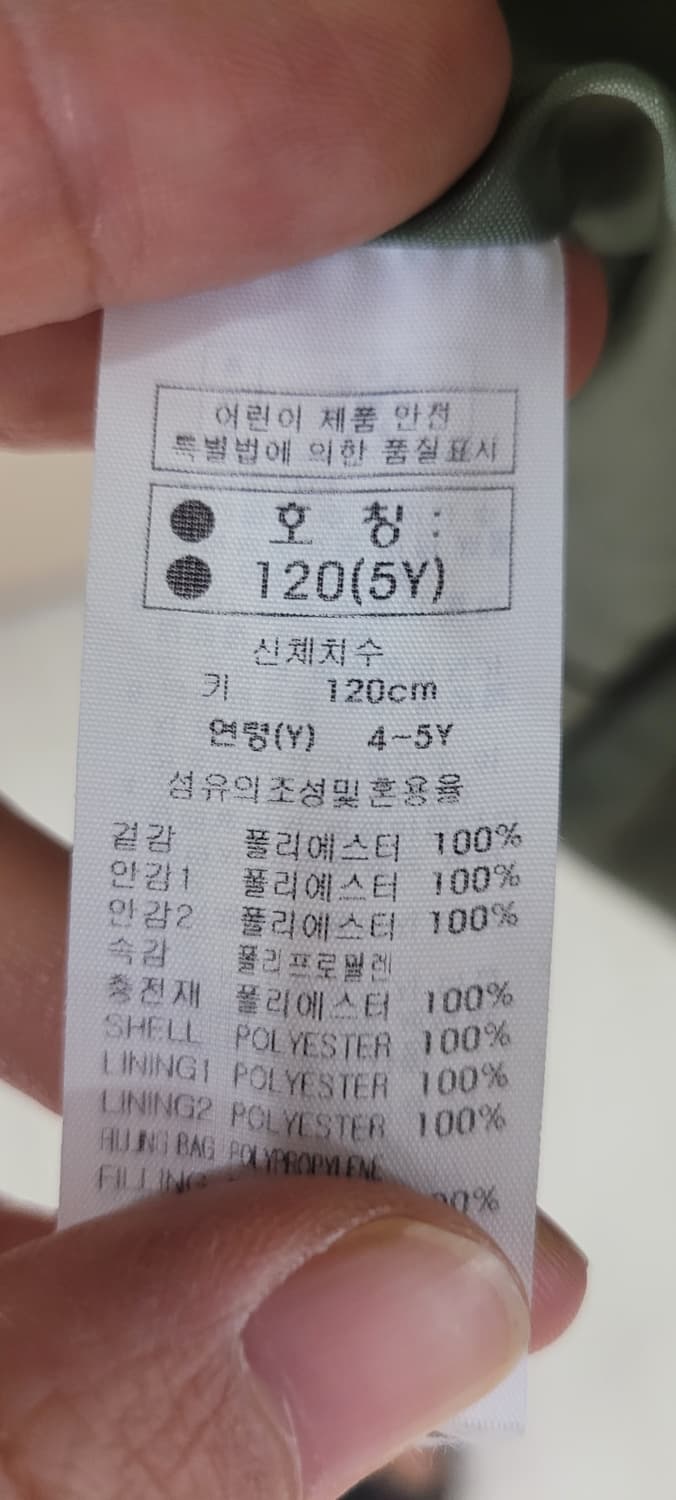 어린이 제품 안전
특별법에 의한 품질표시
● 호 칭 :
● 120(5Y)
신체치수
키 120cm
연령(Y) 4~5Y
섬유의조성및혼용율
겉감 폴리에스터 100%
안감1 폴리에스터 100%
안감2 폴리에스터 100%
속감 폴리프로필렌
충전재 폴리에스터 100%
SHELL POLYESTER 100%
LINING1 POLYESTER 100%
LINING2 POLYESTER 100%
FILLING BAG POLYPROPYLENE
FILLING